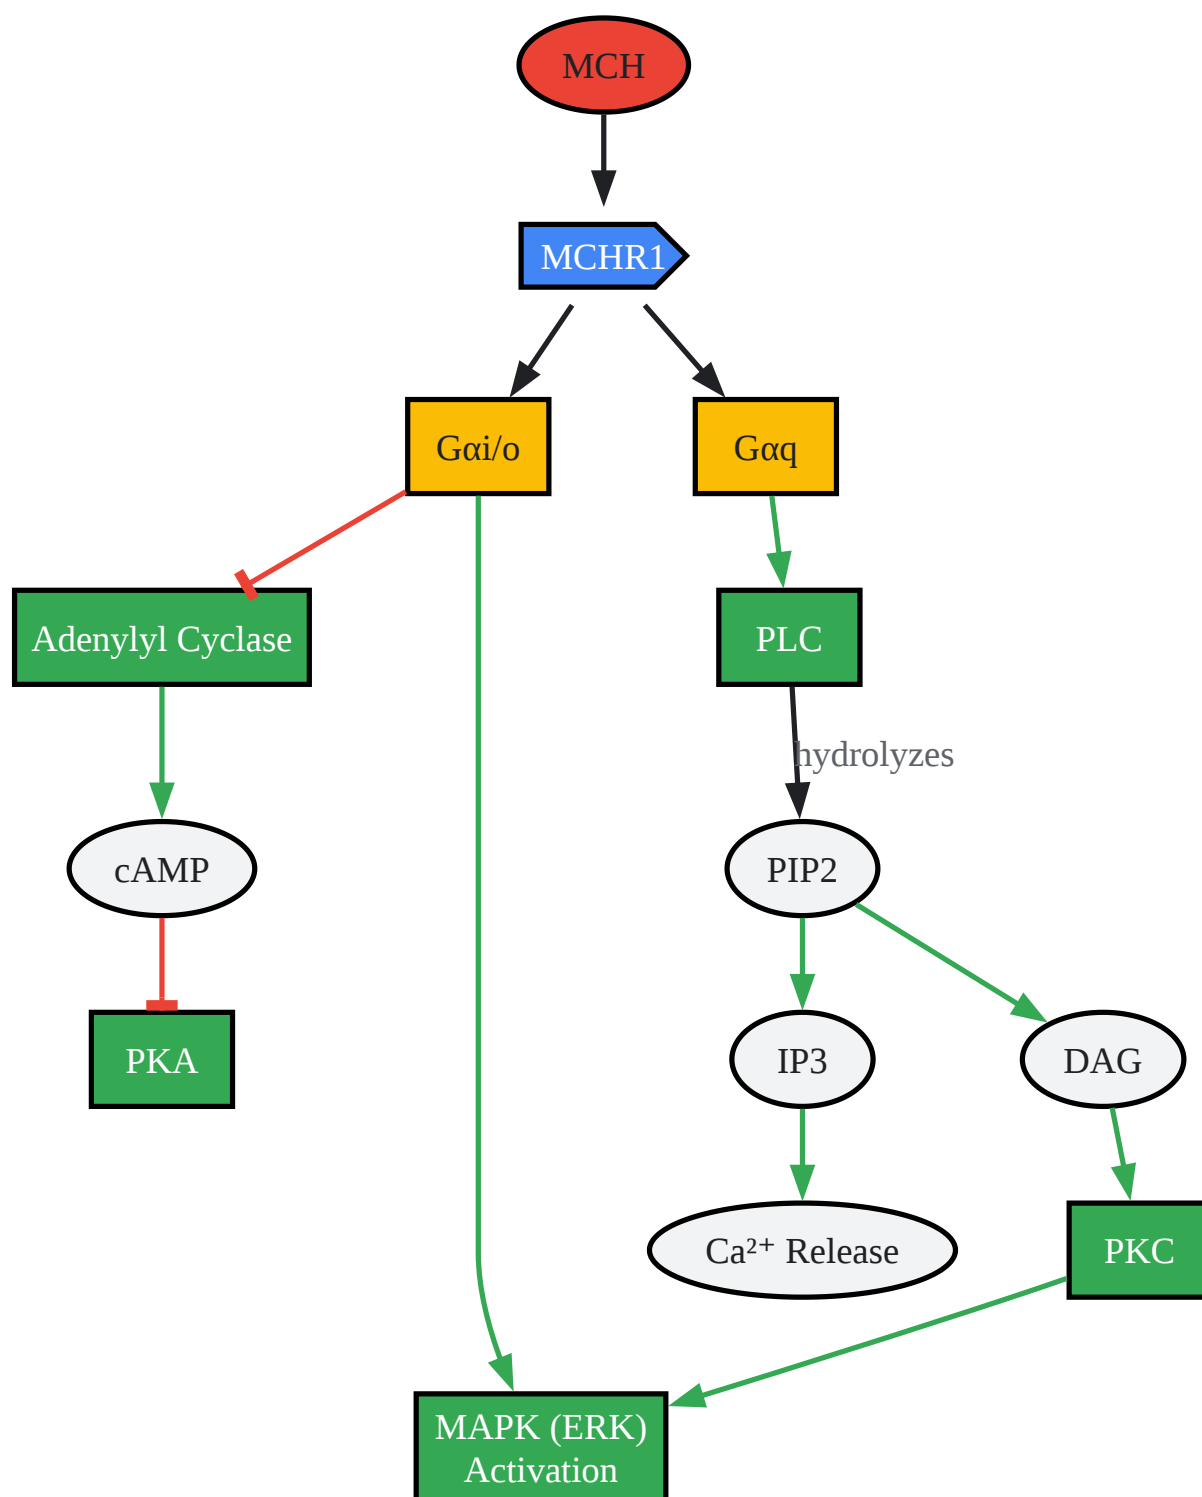 MCH
MCHR1
Gαi/o
Gαq
Adenylyl Cyclase
PLC
hydrolyzes
cAMP
PIP2
PKA
IP3
DAG
Ca²⁺ Release
PKC
MAPK (ERK)
Activation